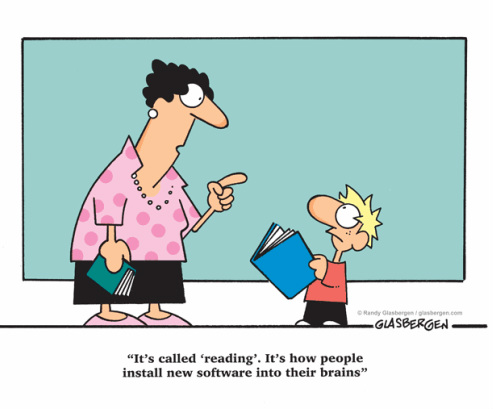 © Randy Glasbergen / glasbergen.com
GLASBERGEN
“It’s called ‘reading’. It’s how people
install new software into their brains”